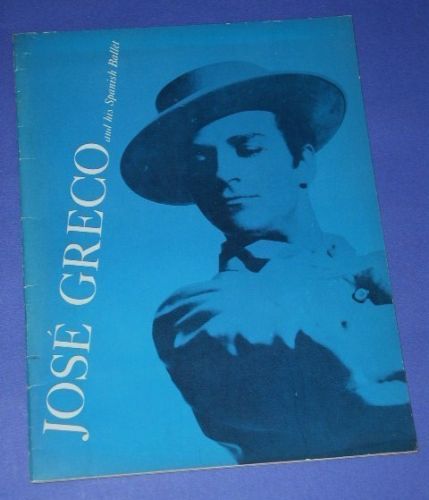 JOSÉ GRECO
and his Spanish Ballet